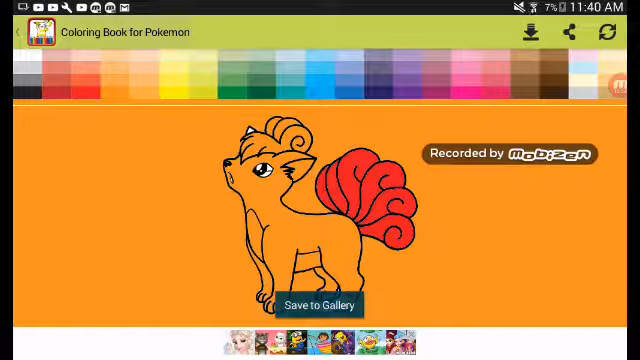 7% 11:40 AM
Coloring Book for Pokemon
Recorded by mobizen
Save to Gallery